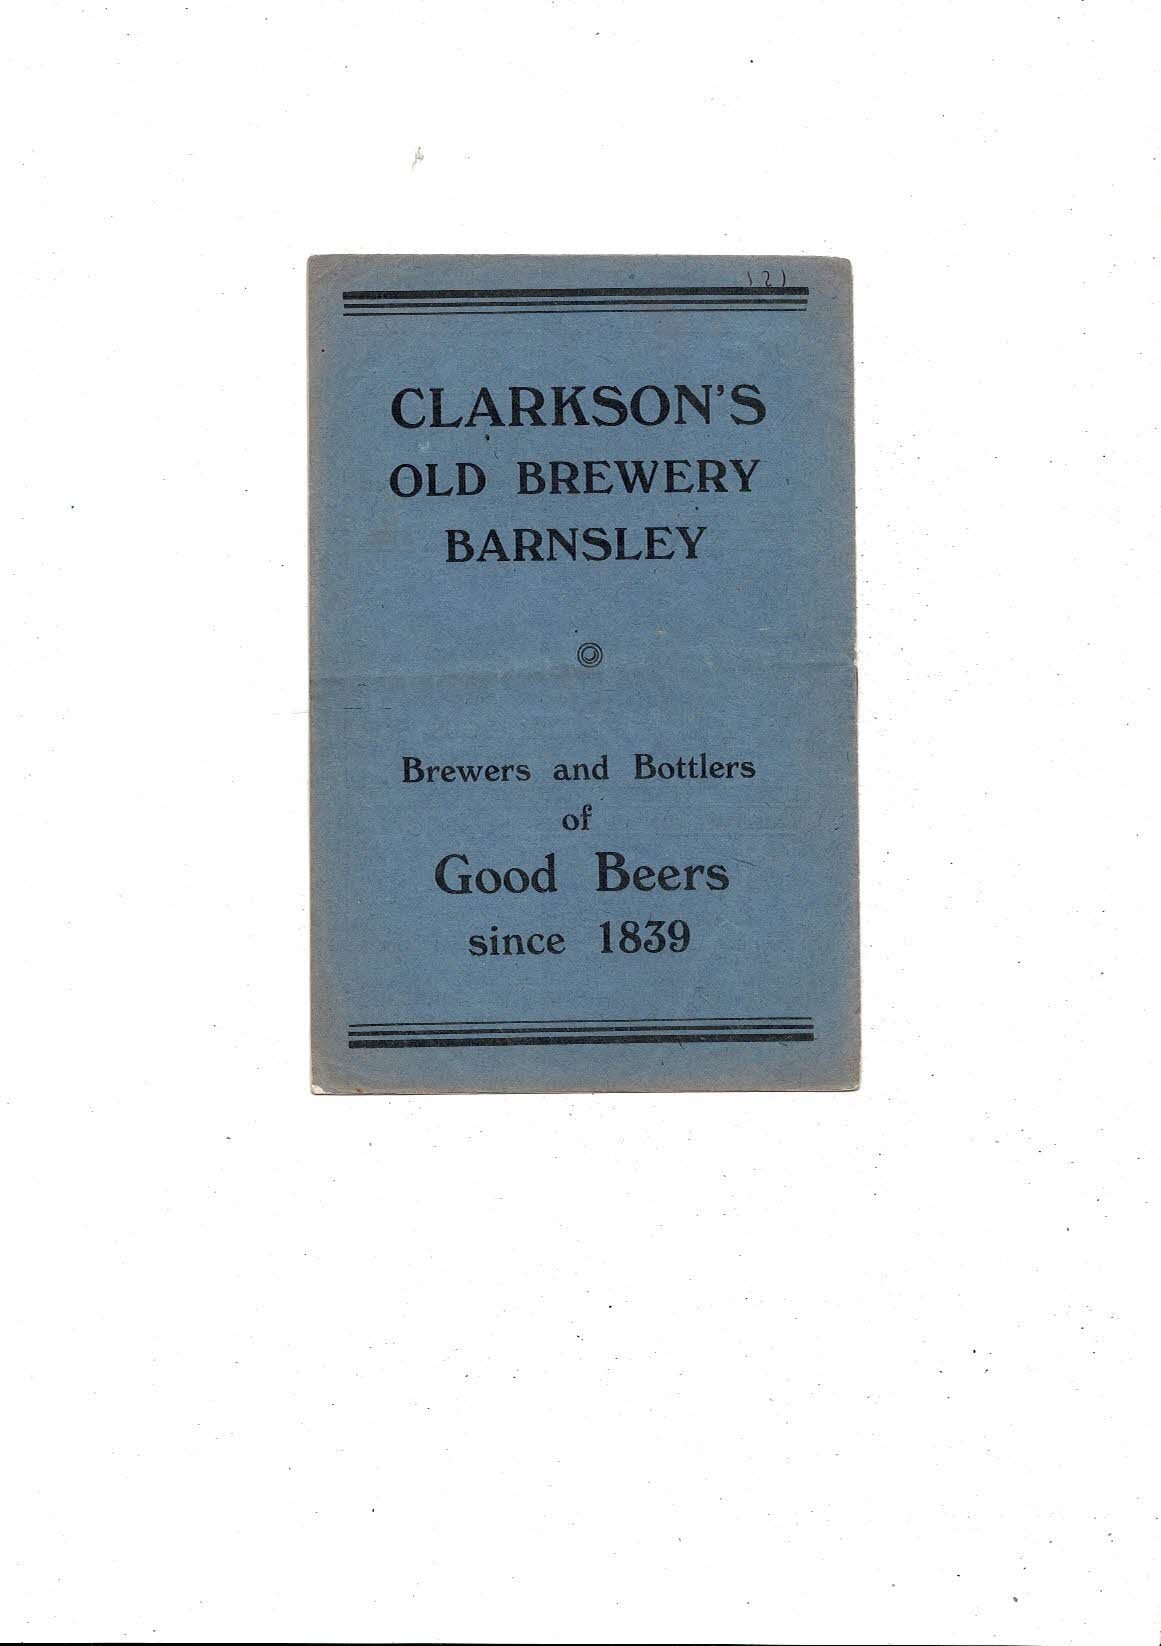 CLARKSON'S
OLD BREWERY
BARNSLEY
Brewers and Bottlers
of
Good Beers
since 1839